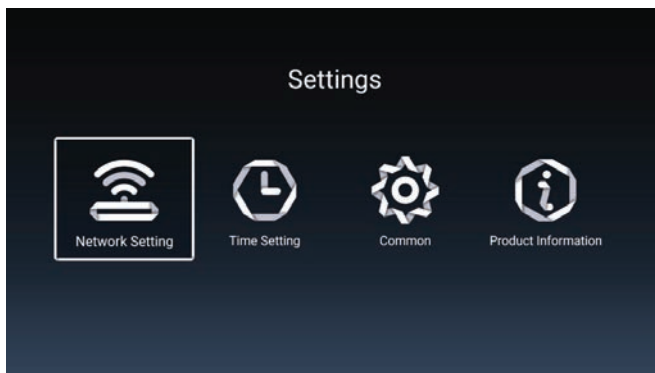 Settings
Network Setting
Time Setting
Common
Product Information